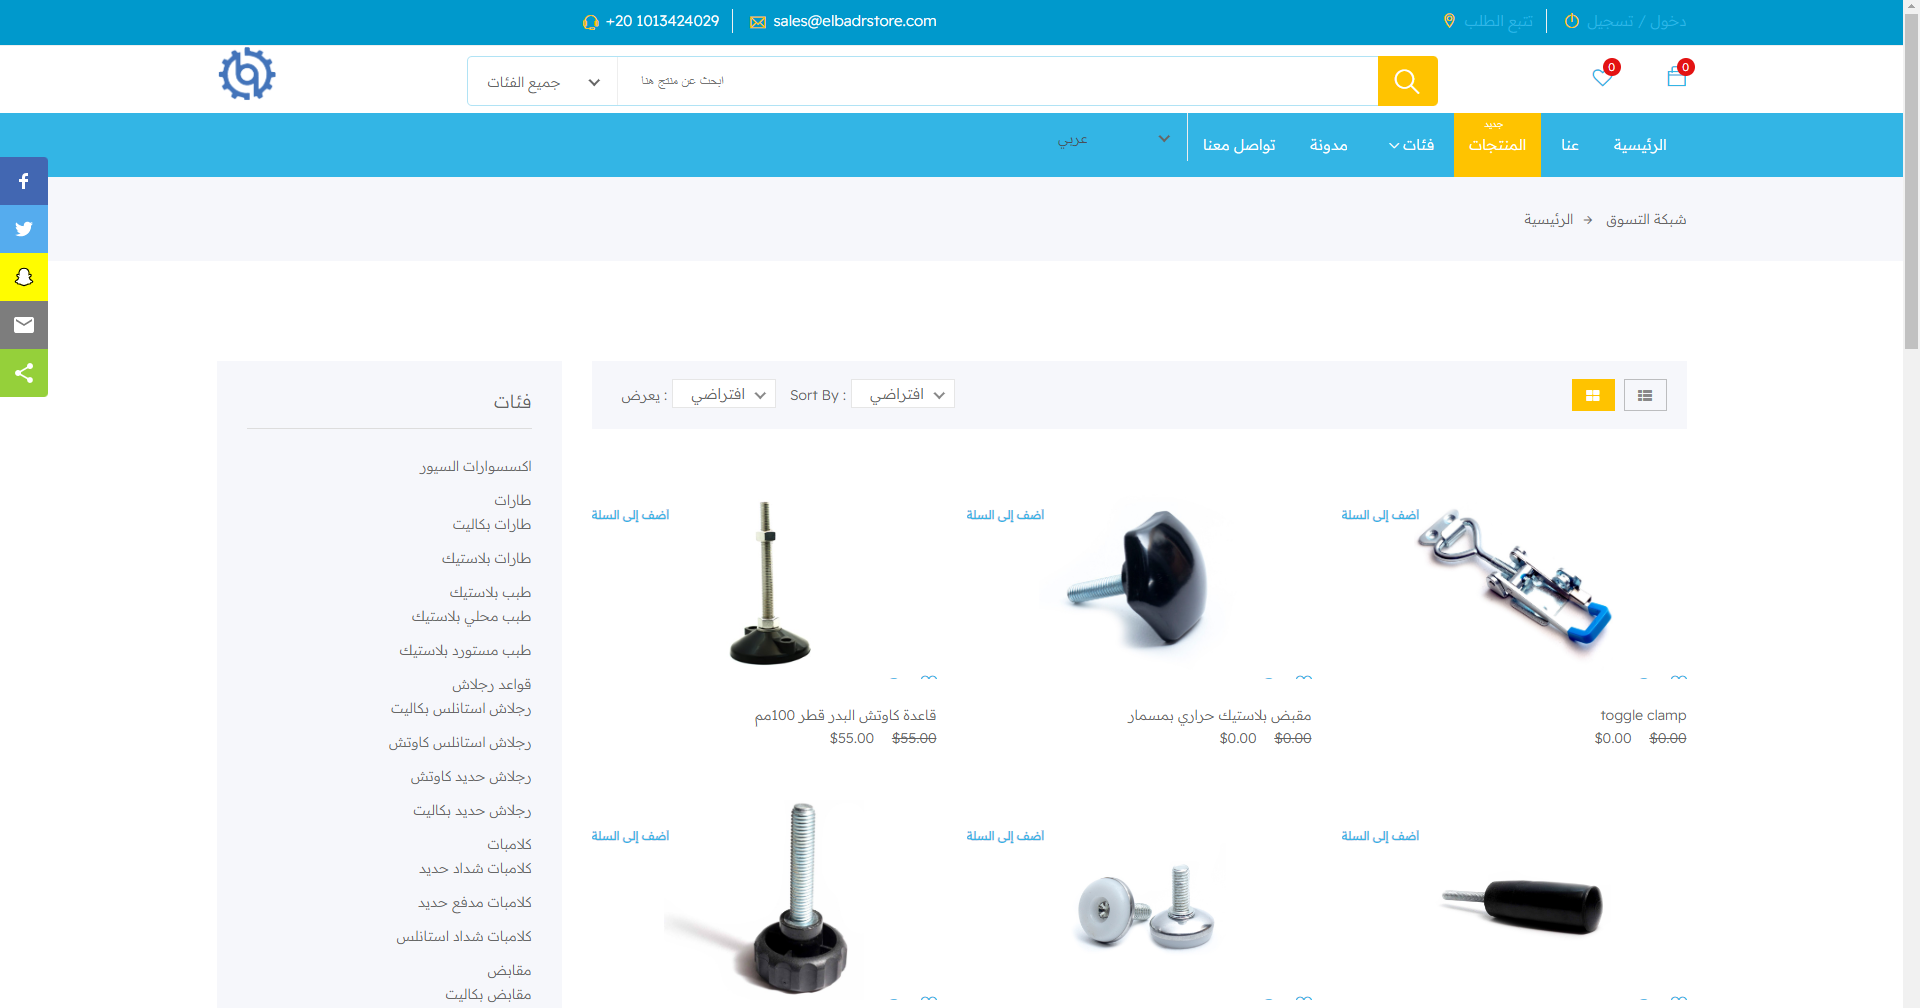 دخول / تسجيل
تتبع الطلب
sales@elbadrstore.com
+20 1013424029
0
0
جميع الفئات
ابحث عن منتج هنا
الرئيسية
عنا
جديد
المنتجات
فئات
مدونة
تواصل معنا
عربي
شبكة التسوق → الرئيسية
يعرض :
افتراضي
Sort By :
افتراضي
فئات
اكسسوارات السيور
طارات
طارات بكاليت
طارات بلاستيك
طبب بلاستيك
طبب محلي بلاستيك
طبب مستورد بلاستيك
قواعد رجلاش
رجلاش استانلس بكاليت
رجلاش استانلس كاوتش
رجلاش حديد كاوتش
رجلاش حديد بكاليت
كلامبات
كلامبات شداد حديد
كلامبات مدفع حديد
كلامبات شداد استانلس
مقابض
مقابض بكاليت
اضف إلى السلة
toggle clamp
$0.00 $0.00
اضف إلى السلة
مقبض بلاستيك حراري بمسمار
$0.00 $0.00
اضف إلى السلة
قاعدة كاوتش البدر قطر 100مم
$55.00 $55.00
اضف إلى السلة
اضف إلى السلة
اضف إلى السلة